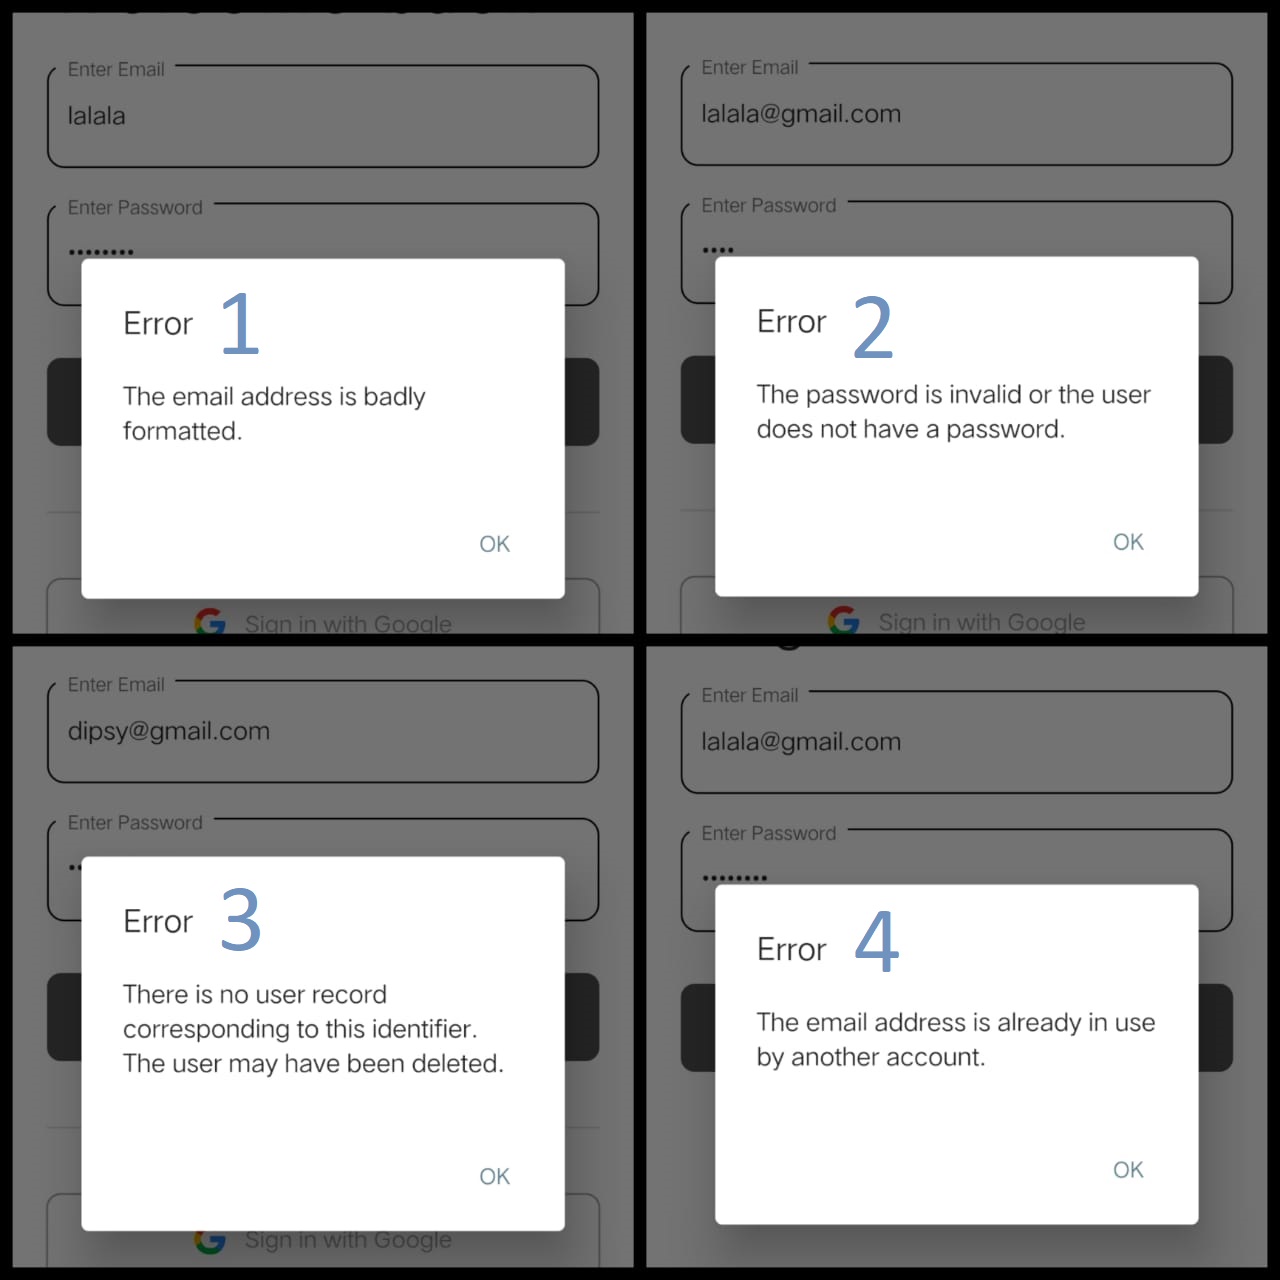 Enter Email
lalala
Enter Password
••••••••
Error 1
The email address is badly
formatted.
OK
Sign in with Google
Enter Email
lalala@gmail.com
Enter Password
••••
Error 2
The password is invalid or the user
does not have a password.
OK
Sign in with Google
Enter Email
dipsy@gmail.com
Enter Password
Error 3
There is no user record
corresponding to this identifier.
The user may have been deleted.
OK
Sign in with Google
Enter Email
lalala@gmail.com
Enter Password
••••••••
Error 4
The email address is already in use
by another account.
OK